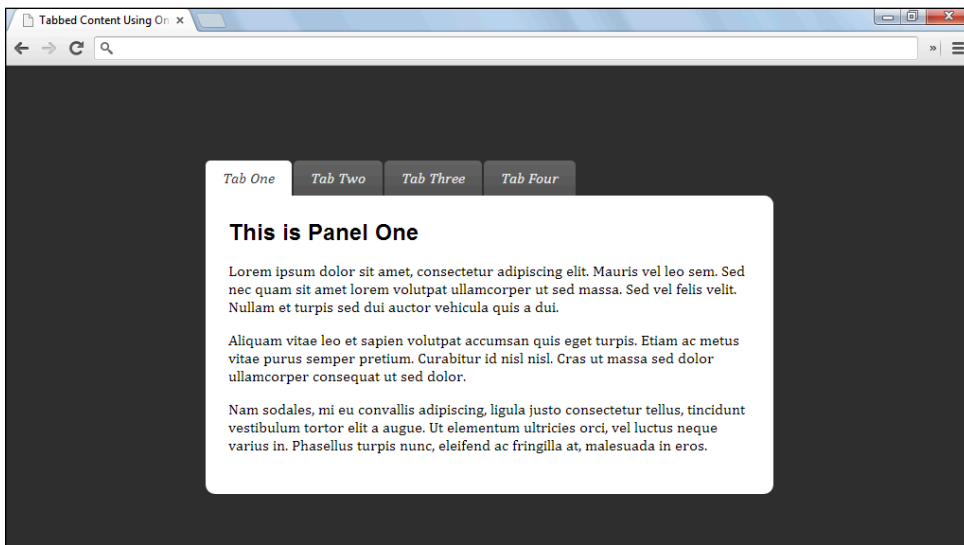 Tabbed Content Using On
Tab One Tab Two Tab Three Tab Four
This is Panel One
Lorem ipsum dolor sit amet, consectetur adipiscing elit. Mauris vel leo sem. Sed
nec quam sit amet lorem volutpat ullamcorper ut sed massa. Sed vel felis velit.
Nullam et turpis sed dui auctor vehicula quis a dui.
Aliquam vitae leo et sapien volutpat accumsan quis eget turpis. Etiam ac metus
vitae purus semper pretium. Curabitur id nisl nisl. Cras ut massa sed dolor
ullamcorper consequat ut sed dolor.
Nam sodales, mi eu convallis adipiscing, ligula justo consectetur tellus, tincidunt
vestibulum tortor elit a augue. Ut elementum ultricies orci, vel luctus neque
varius in. Phasellus turpis nunc, eleifend ac fringilla at, malesuada in eros.